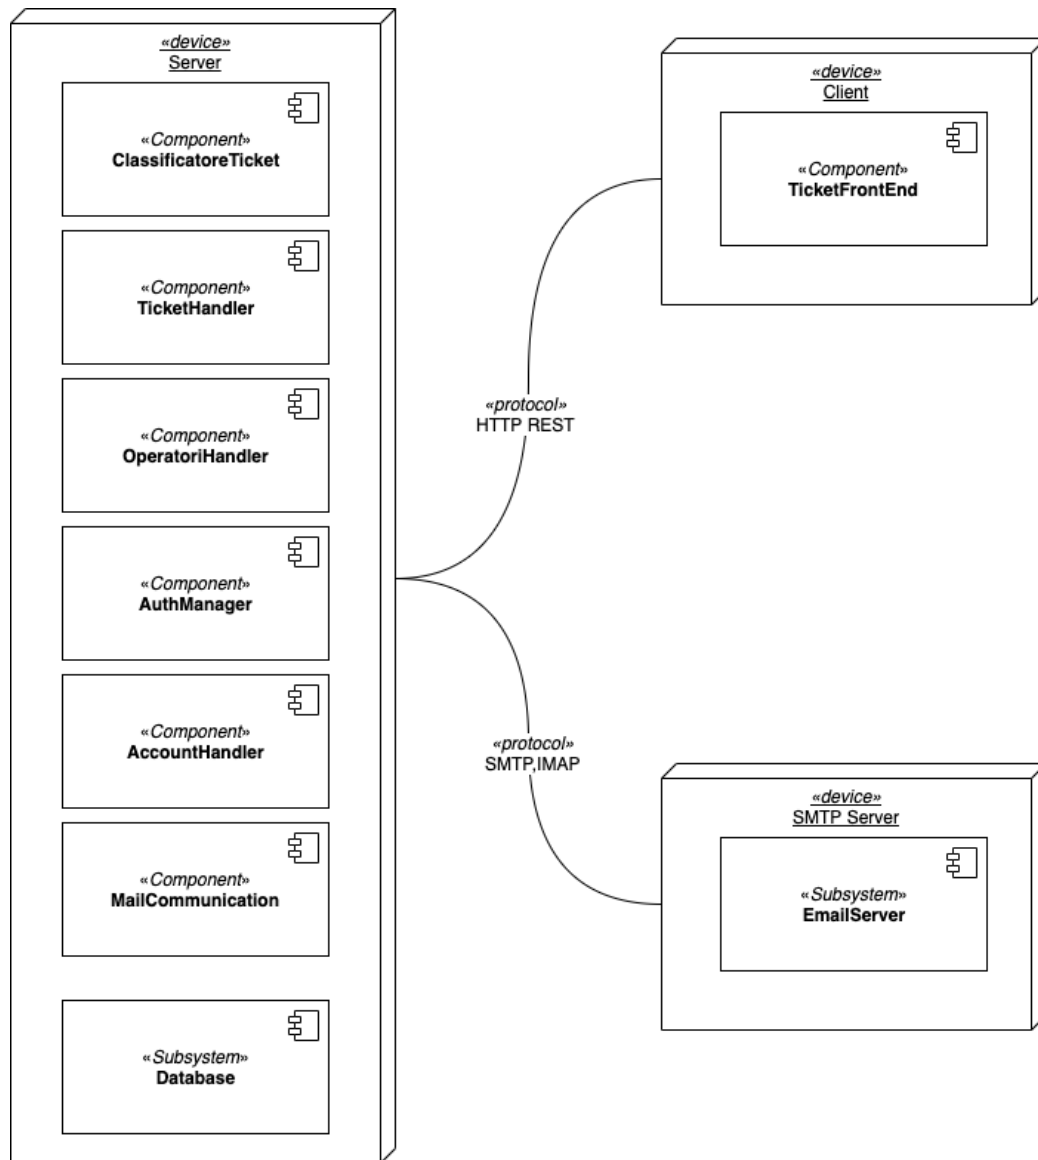 «device»
Server
«Component»
ClassificatoreTicket
«Component»
TicketHandler
«Component»
OperatoriHandler
«Component»
AuthManager
«Component»
AccountHandler
«Component»
MailCommunication
«Subsystem»
Database
«protocol»
HTTP REST
«protocol»
SMTP,IMAP
«device»
Client
«Component»
TicketFrontEnd
«device»
SMTP Server
«Subsystem»
EmailServer